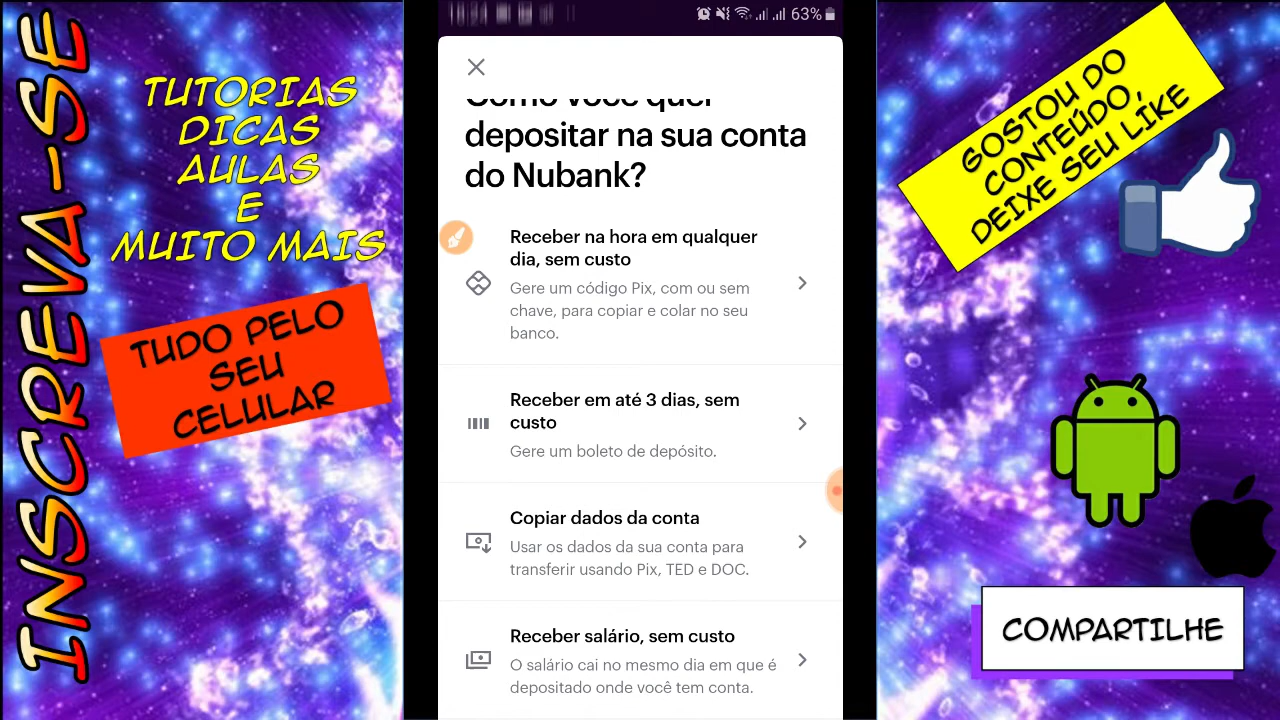 INSCREVA-SE
TUTORIAS
DICAS
AULAS
E
MUITO MAIS
TUDO PELO
SEU
CELULAR
63%
Como você quer
depositar na sua conta
do Nubank?
Receber na hora em qualquer
dia, sem custo
Gere um código Pix, com ou sem
chave, para copiar e colar no seu
banco.
Receber em até 3 dias, sem
custo
Gere um boleto de depósito.
Copiar dados da conta
Usar os dados da sua conta para
transferir usando Pix, TED e DOC.
Receber salário, sem custo
O salário cai no mesmo dia em que é
depositado onde você tem conta.
GOSTOU DO
CONTEÚDO,
DEIXE SEU LIKE
COMPARTILHE